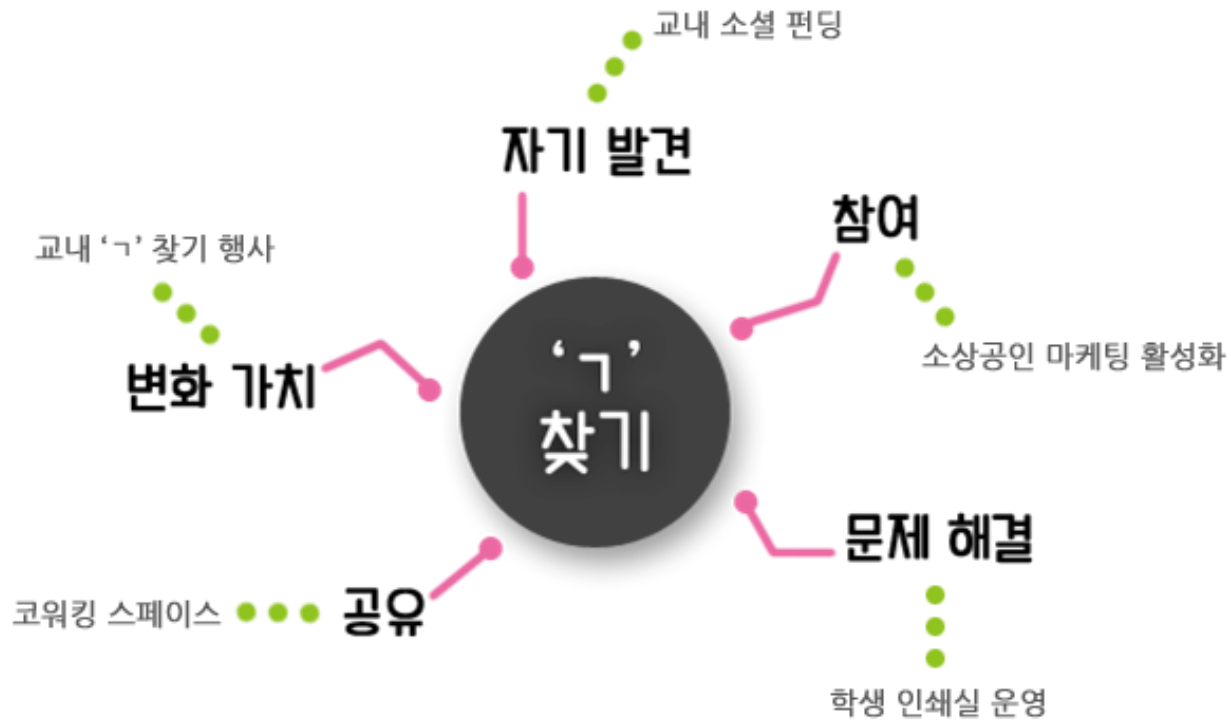 교내 소셜 펀딩
자기 발견
참여
소상공인 마케팅 활성화
교내 ‘ㄱ’ 찾기 행사
변화 가치
‘ㄱ’
찾기
문제 해결
학생 인쇄실 운영
코워킹 스페이스
공유